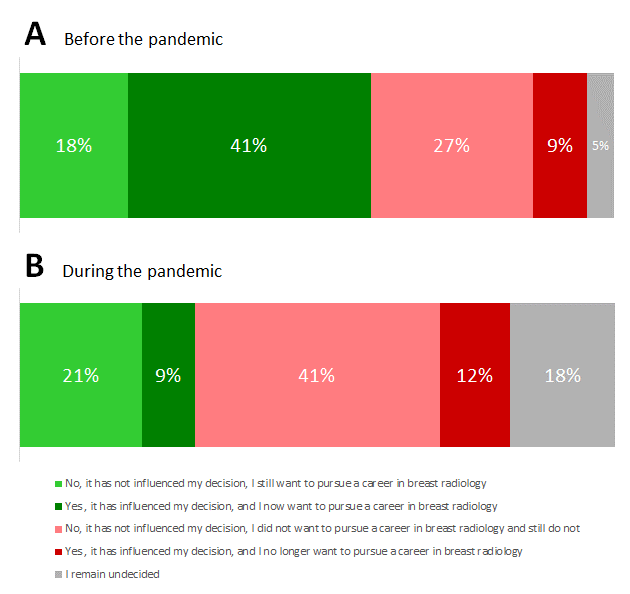 A Before the pandemic
18% 41% 27% 9% 5%
B During the pandemic
21% 9% 41% 12% 18%
No, it has not influenced my decision, I still want to pursue a career in breast radiology
Yes, it has influenced my decision, and I now want to pursue a career in breast radiology
No, it has not influenced my decision, I did not want to pursue a career in breast radiology and still do not
Yes, it has influenced my decision, and I no longer want to pursue a career in breast radiology
I remain undecided